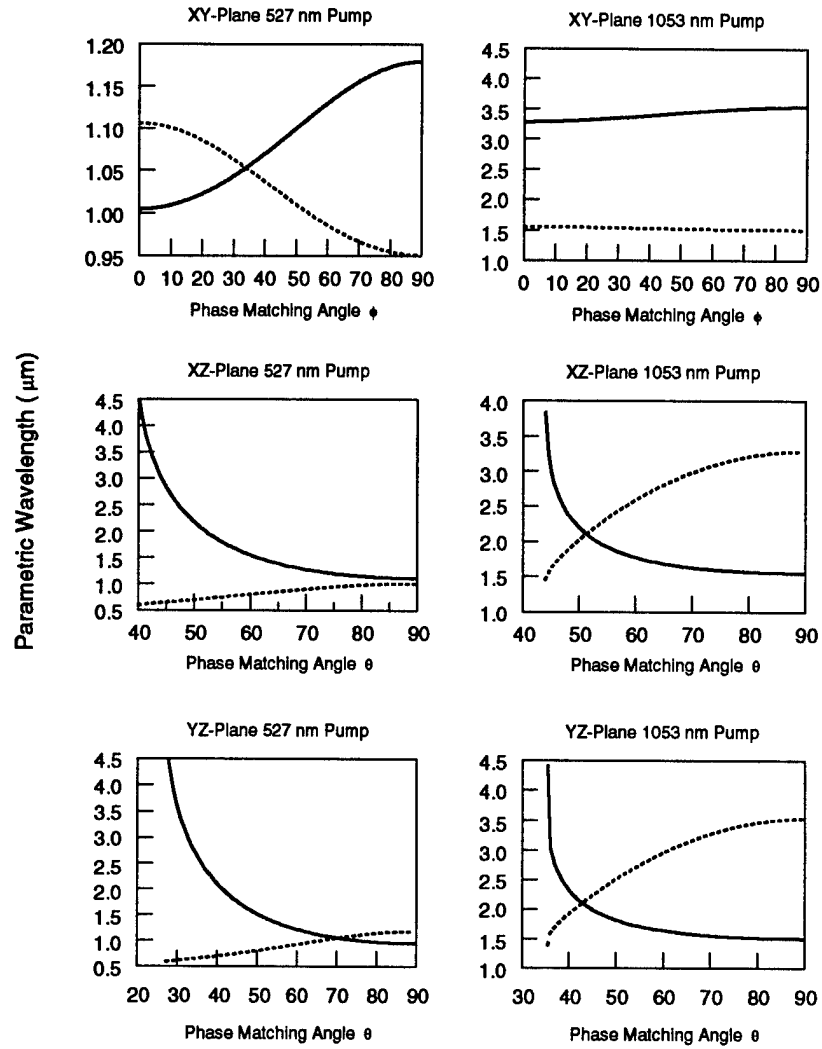 XY-Plane 527 nm Pump
1.20
1.15
1.10
1.05
1.00
0.95
0 10 20 30 40 50 60 70 80 90
Phase Matching Angle ϕ
XY-Plane 1053 nm Pump
4.5
4.0
3.5
3.0
2.5
2.0
1.5
1.0
0 10 20 30 40 50 60 70 80 90
Phase Matching Angle ϕ
Parametric Wavelength (μm)
XZ-Plane 527 nm Pump
4.5
4.0
3.5
3.0
2.5
2.0
1.5
1.0
0.5
40 50 60 70 80 90
Phase Matching Angle θ
XZ-Plane 1053 nm Pump
4.0
3.5
3.0
2.5
2.0
1.5
1.0
40 50 60 70 80 90
Phase Matching Angle θ
YZ-Plane 527 nm Pump
4.5
4.0
3.5
3.0
2.5
2.0
1.5
1.0
0.5
20 30 40 50 60 70 80 90
Phase Matching Angle θ
YZ-Plane 1053 nm Pump
4.5
4.0
3.5
3.0
2.5
2.0
1.5
1.0
30 40 50 60 70 80 90
Phase Matching Angle θ